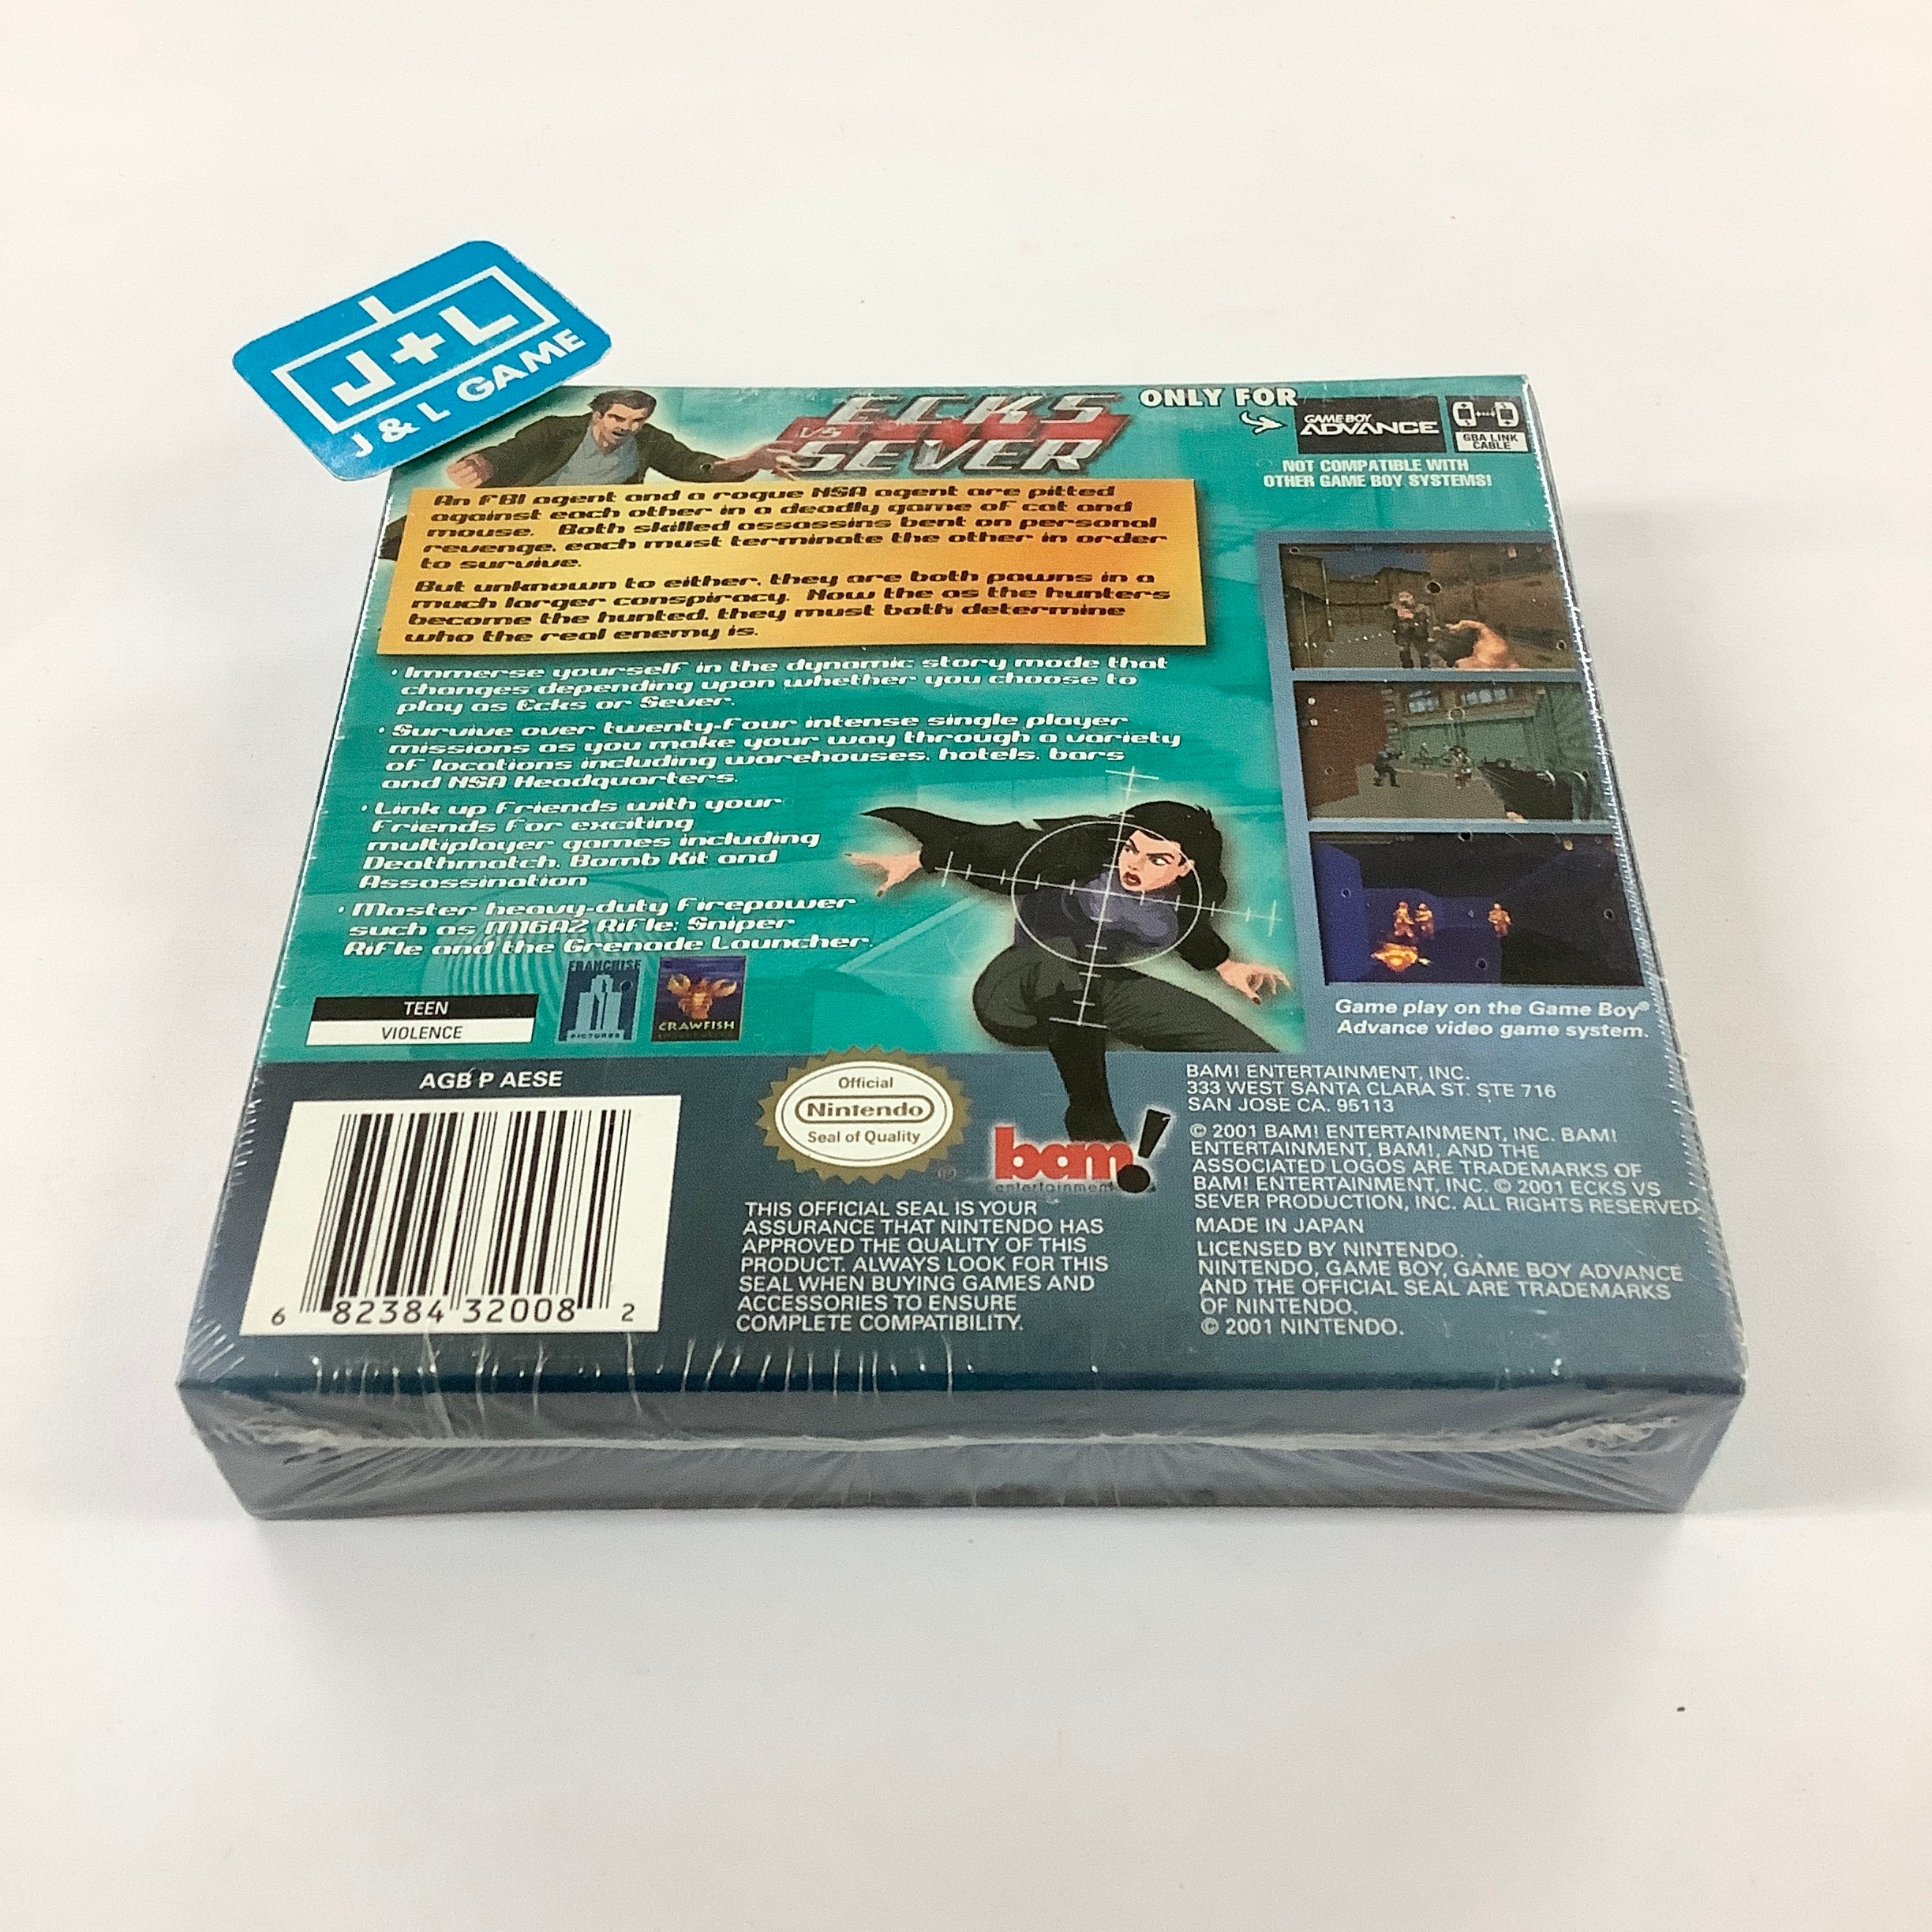 J+L
J & L GAME
ECKS
VS
SEVER
ONLY FOR
GAME BOY
ADVANCE
GBA LINK
CABLE
NOT COMPATIBLE WITH
OTHER GAME BOY SYSTEMS!
An FBI agent and a rogue NSA agent are pitted
against each other in a deadly game of cat and
mouse. Both skilled assassins bent on personal
revenge, each must terminate the other in order
to survive.
But unknown to either, they are both pawns in a
much larger conspiracy. Now the as the hunters
become the hunted, they must both determine
who the real enemy is.
• Immerse yourself in the dynamic story mode that
changes depending upon whether you choose to
play as Ecks or Sever.
• Survive over twenty-four intense single player
missions as you make your way through a variety
of locations including warehouses, hotels, bars
and NSA Headquarters.
• Link up Friends with your
Friends for exciting
multiplayer games including
Deathmatch, Bomb Kit and
Assassination
• Master heavy-duty firepower
such as M16A2 Rifle; Sniper
Rifle and the Grenade Launcher.
Game play on the Game Boy®
Advance video game system.
TEEN
VIOLENCE
FRANCHISE
PICTURES
CRAWFISH
AGB P AESE
6 82384 32008 2
Official
Nintendo
Seal of Quality
®
bam!
entertainment
THIS OFFICIAL SEAL IS YOUR
ASSURANCE THAT NINTENDO HAS
APPROVED THE QUALITY OF THIS
PRODUCT. ALWAYS LOOK FOR THIS
SEAL WHEN BUYING GAMES AND
ACCESSORIES TO ENSURE
COMPLETE COMPATIBILITY.
BAM! ENTERTAINMENT, INC.
333 WEST SANTA CLARA ST. STE 716
SAN JOSE CA. 95113
© 2001 BAM! ENTERTAINMENT, INC. BAM!
ENTERTAINMENT, BAM!, AND THE
ASSOCIATED LOGOS ARE TRADEMARKS OF
BAM! ENTERTAINMENT, INC. © 2001 ECKS VS
SEVER PRODUCTION, INC. ALL RIGHTS RESERVED
MADE IN JAPAN
LICENSED BY NINTENDO.
NINTENDO, GAME BOY, GAME BOY ADVANCE
AND THE OFFICIAL SEAL ARE TRADEMARKS
OF NINTENDO.
© 2001 NINTENDO.